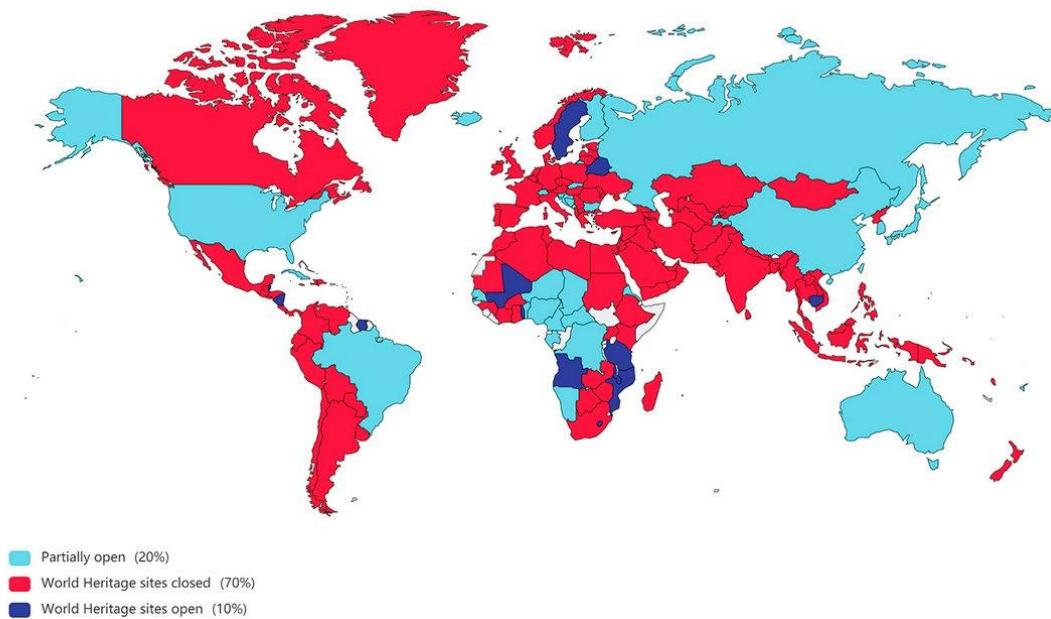 Partially open (20%)
World Heritage sites closed (70%)
World Heritage sites open (10%)